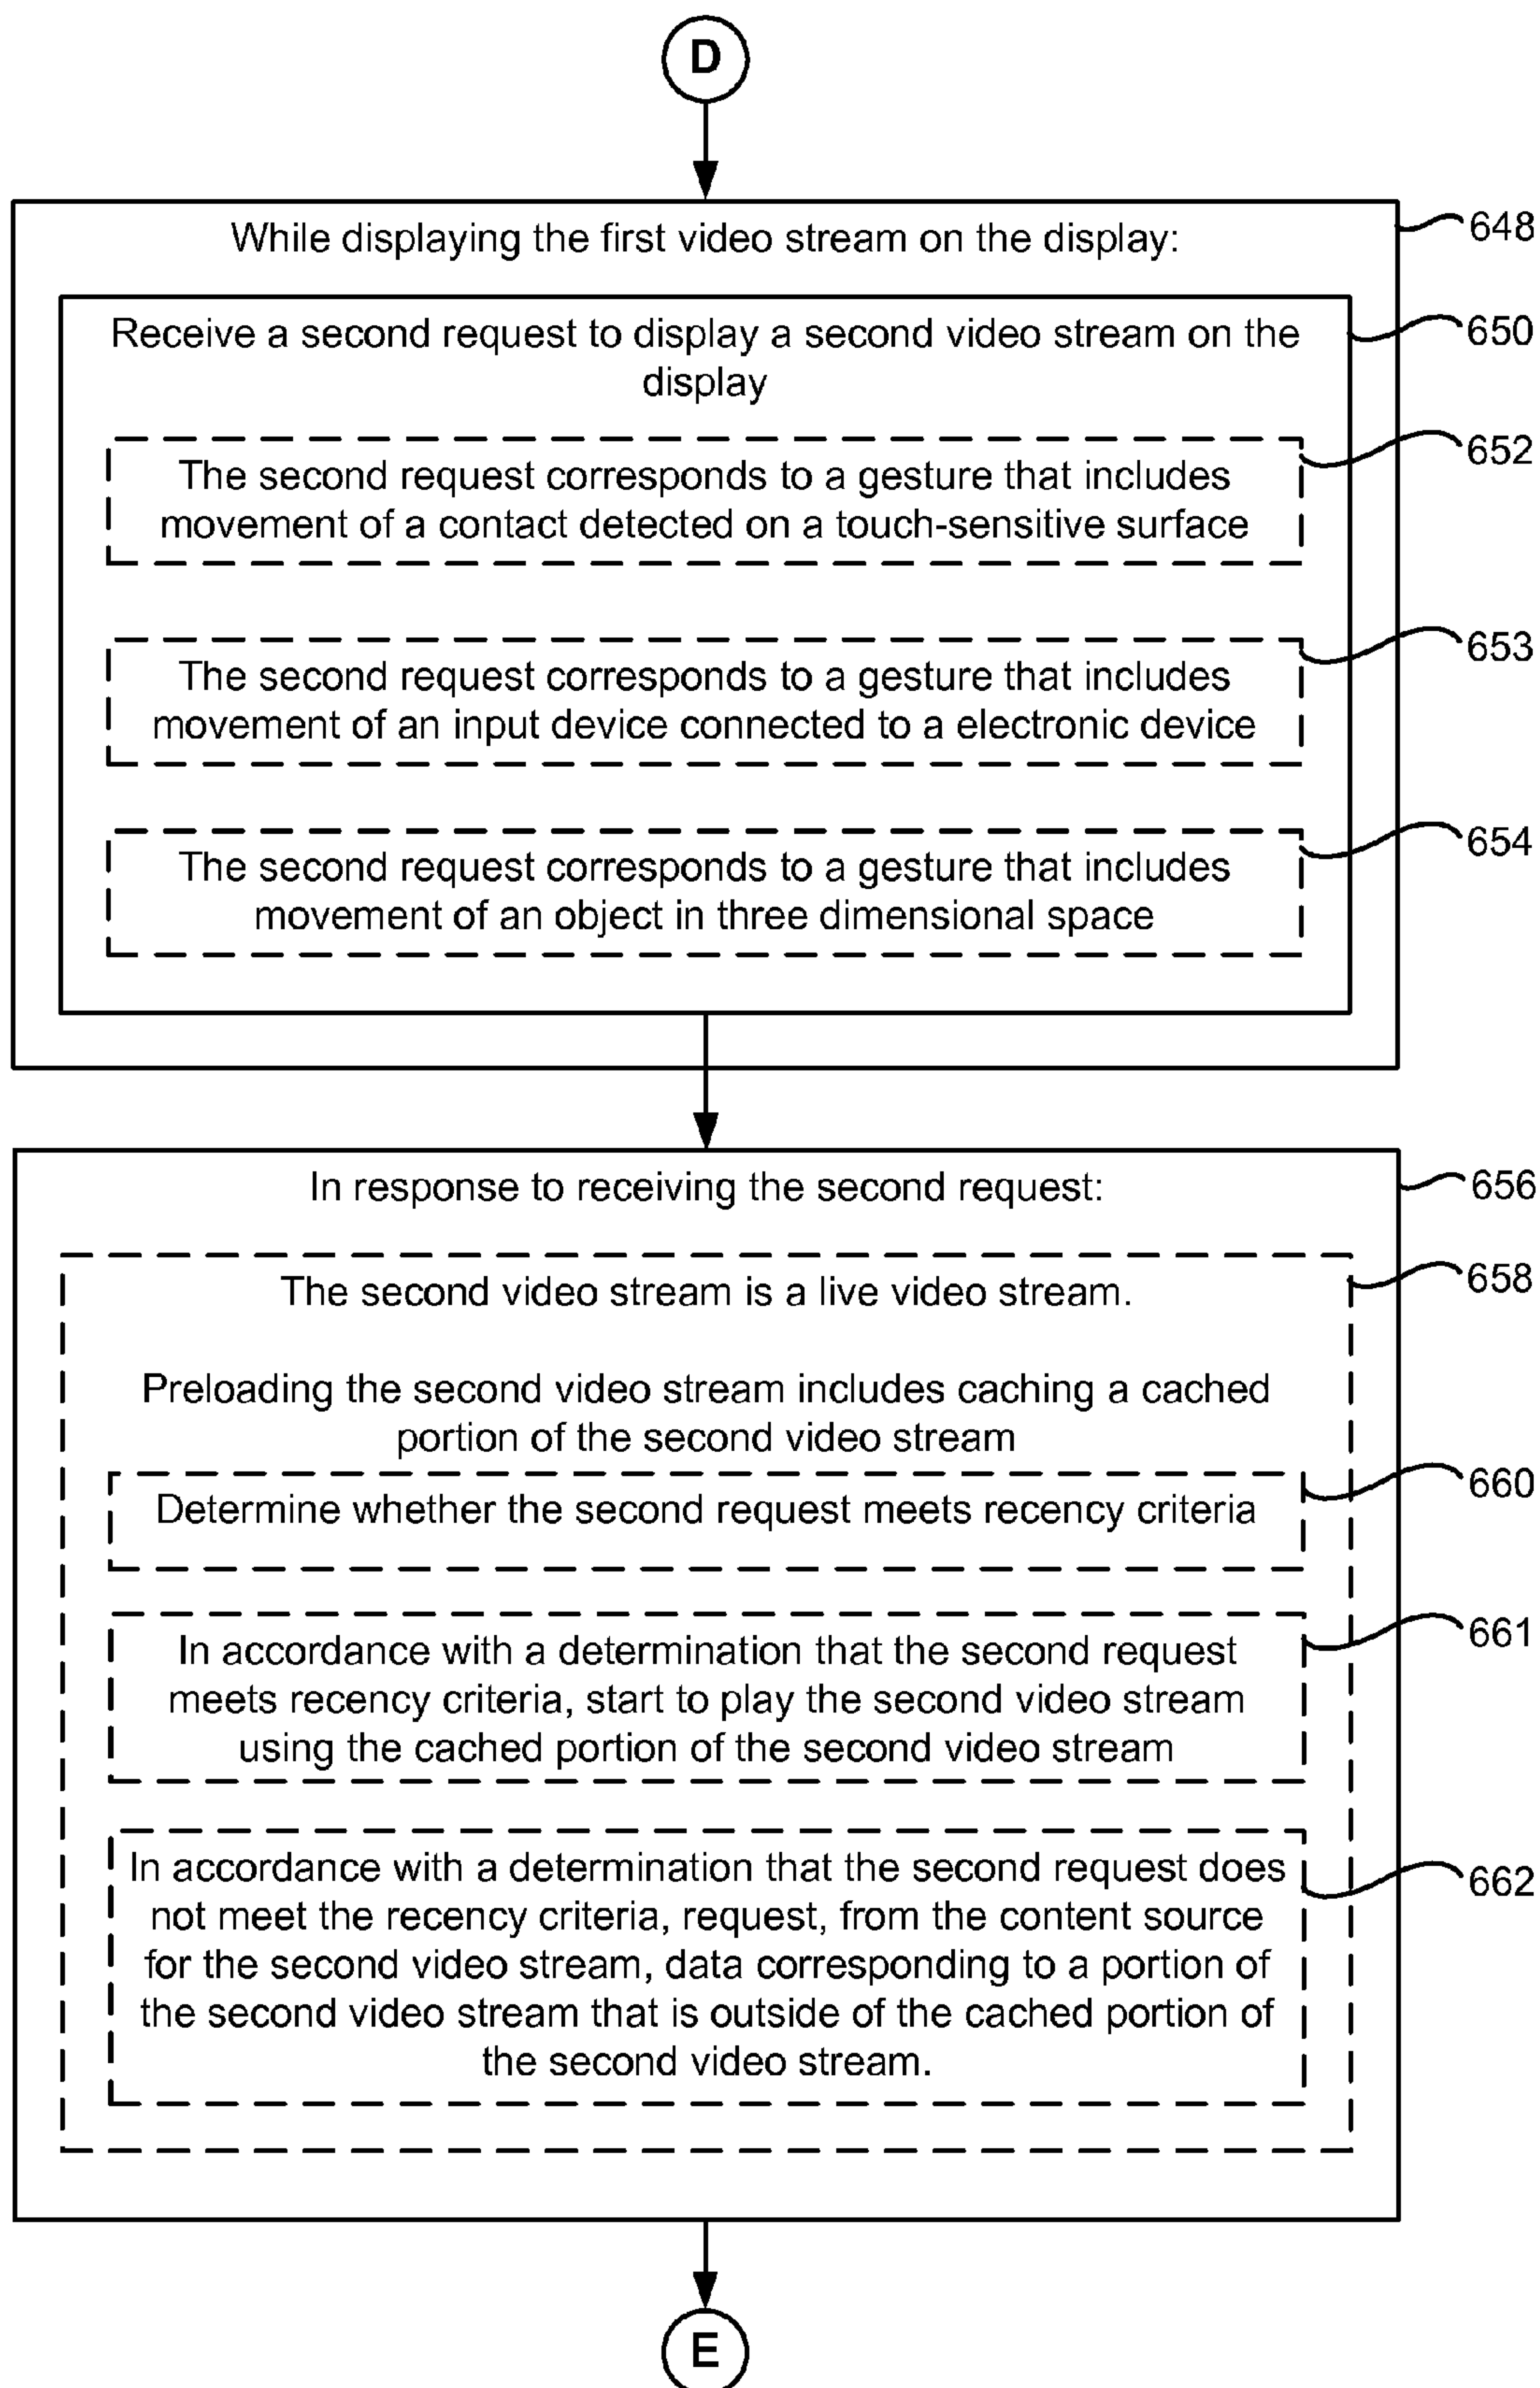 D
While displaying the first video stream on the display:
648
Receive a second request to display a second video stream on the
display
650
The second request corresponds to a gesture that includes
movement of a contact detected on a touch-sensitive surface
652
The second request corresponds to a gesture that includes
movement of an input device connected to a electronic device
653
The second request corresponds to a gesture that includes
movement of an object in three dimensional space
654
In response to receiving the second request:
656
The second video stream is a live video stream.
658
Preloading the second video stream includes caching a cached
portion of the second video stream
Determine whether the second request meets recency criteria
660
In accordance with a determination that the second request
meets recency criteria, start to play the second video stream
using the cached portion of the second video stream
661
In accordance with a determination that the second request does
not meet the recency criteria, request, from the content source
for the second video stream, data corresponding to a portion of
the second video stream that is outside of the cached portion of
the second video stream.
662
E